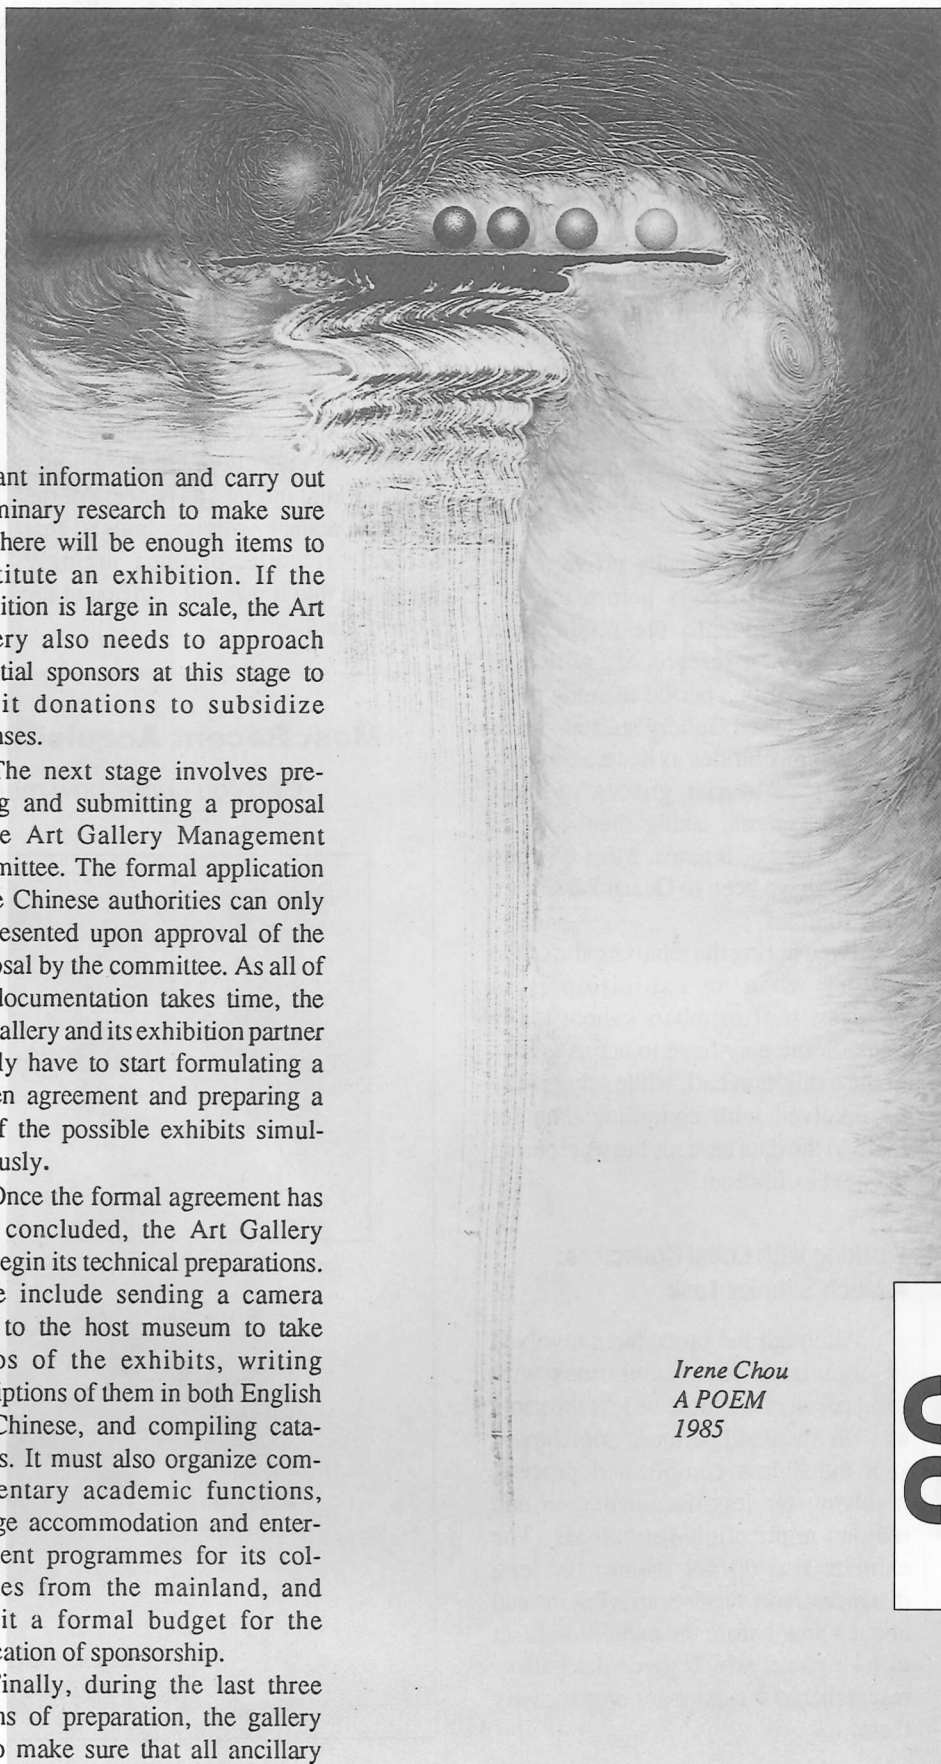 ant information and carry out
minary research to make sure
here will be enough items to
titute an exhibition. If the
ition is large in scale, the Art
ery also needs to approach
tial sponsors at this stage to
it donations to subsidize
nses.
The next stage involves pre-
g and submitting a proposal
e Art Gallery Management
mittee. The formal application
e Chinese authorities can only
esented upon approval of the
osal by the committee. As all of
documentation takes time, the
allery and its exhibition partner
ly have to start formulating a
en agreement and preparing a
f the possible exhibits simul-
usly.
Once the formal agreement has
concluded, the Art Gallery
egin its technical preparations.
e include sending a camera
to the host museum to take
os of the exhibits, writing
iptions of them in both English
Chinese, and compiling cata-
s. It must also organize com-
entary academic functions,
ge accommodation and enter-
ent programmes for its col-
es from the mainland, and
it a formal budget for the
cation of sponsorship.
Finally, during the last three
hs of preparation, the gallery
o make sure that all ancillary
Irene Chou
A POEM
1985